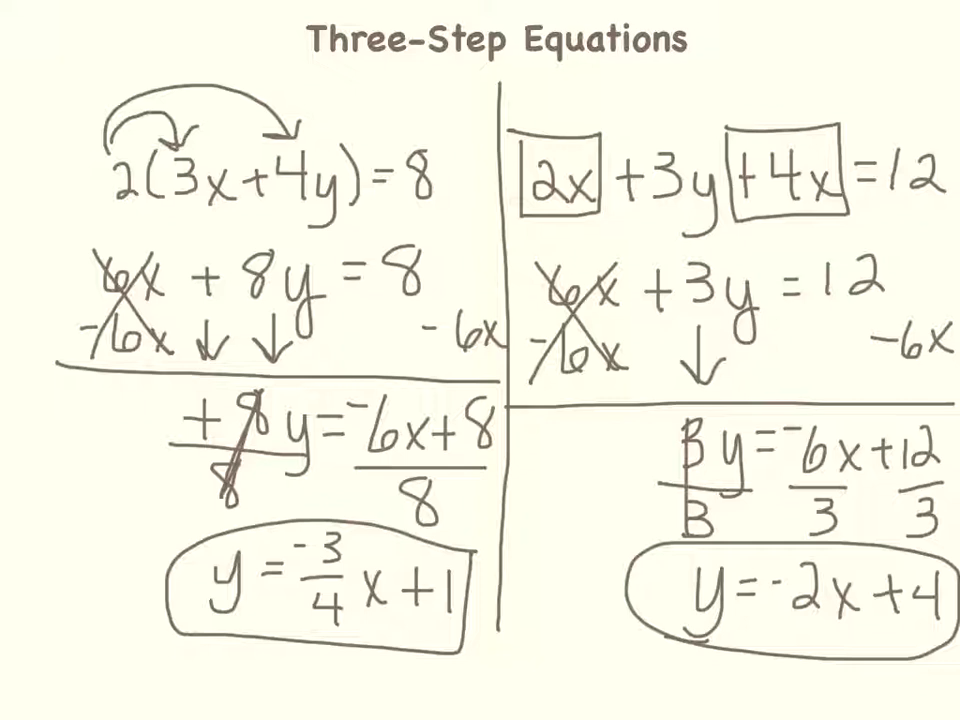 Three-Step Equations
2(3x+4y)=8
6x + 8y = 8
-6x -6x
+8y=-6x+8
8 8
y=-3/4x+1
2x+3y+4x=12
6x+3y=12
-6x -6x
3y=-6x+12
3 3 3
y=-2x+4